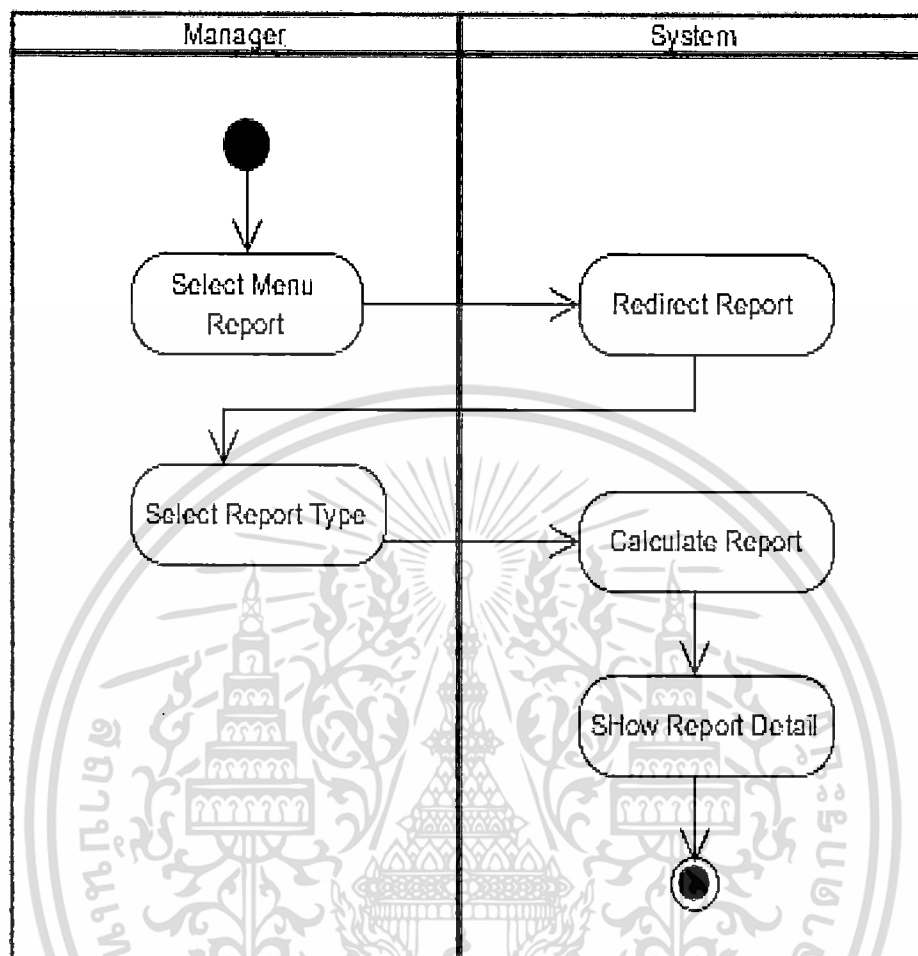 Manager
System
Select Menu
Report
Redirect Report
Select Report Type
Calculate Report
SHow Report Detail